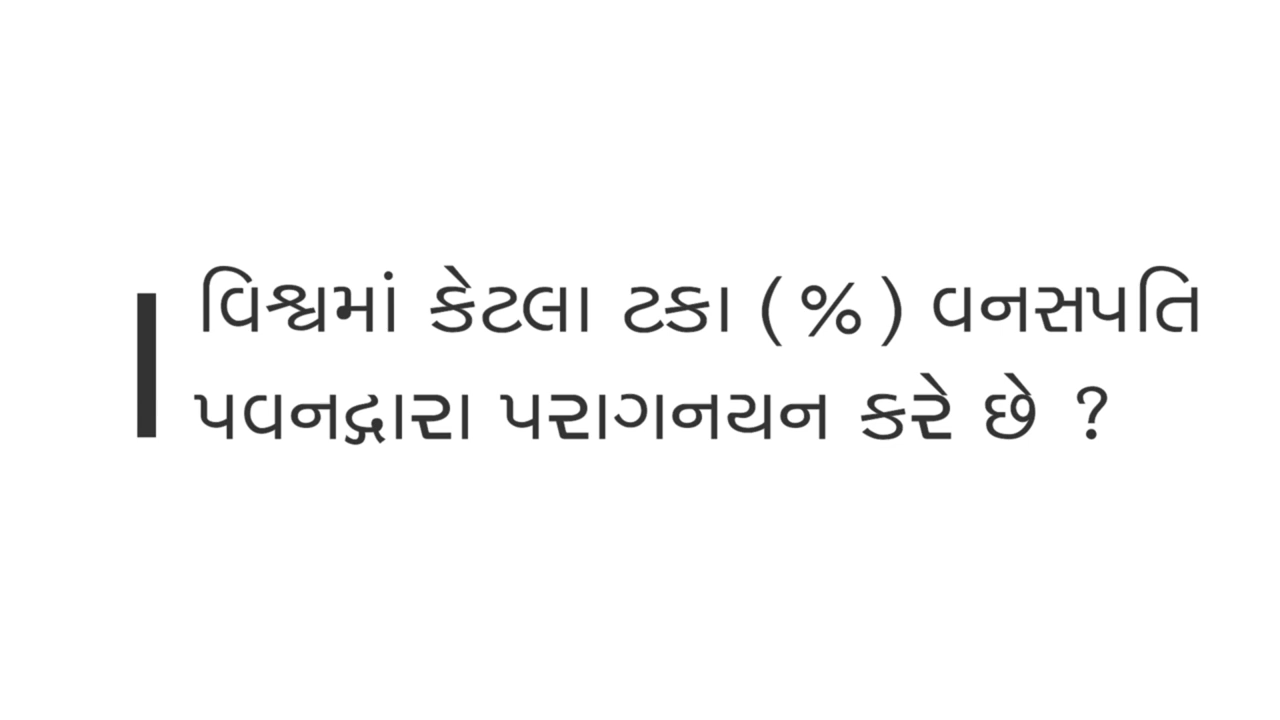 વિશ્વમાં કેટલા ટકા (%) વનસપતિ
પવનદ્વારા પરાગનયન કરે છે ?